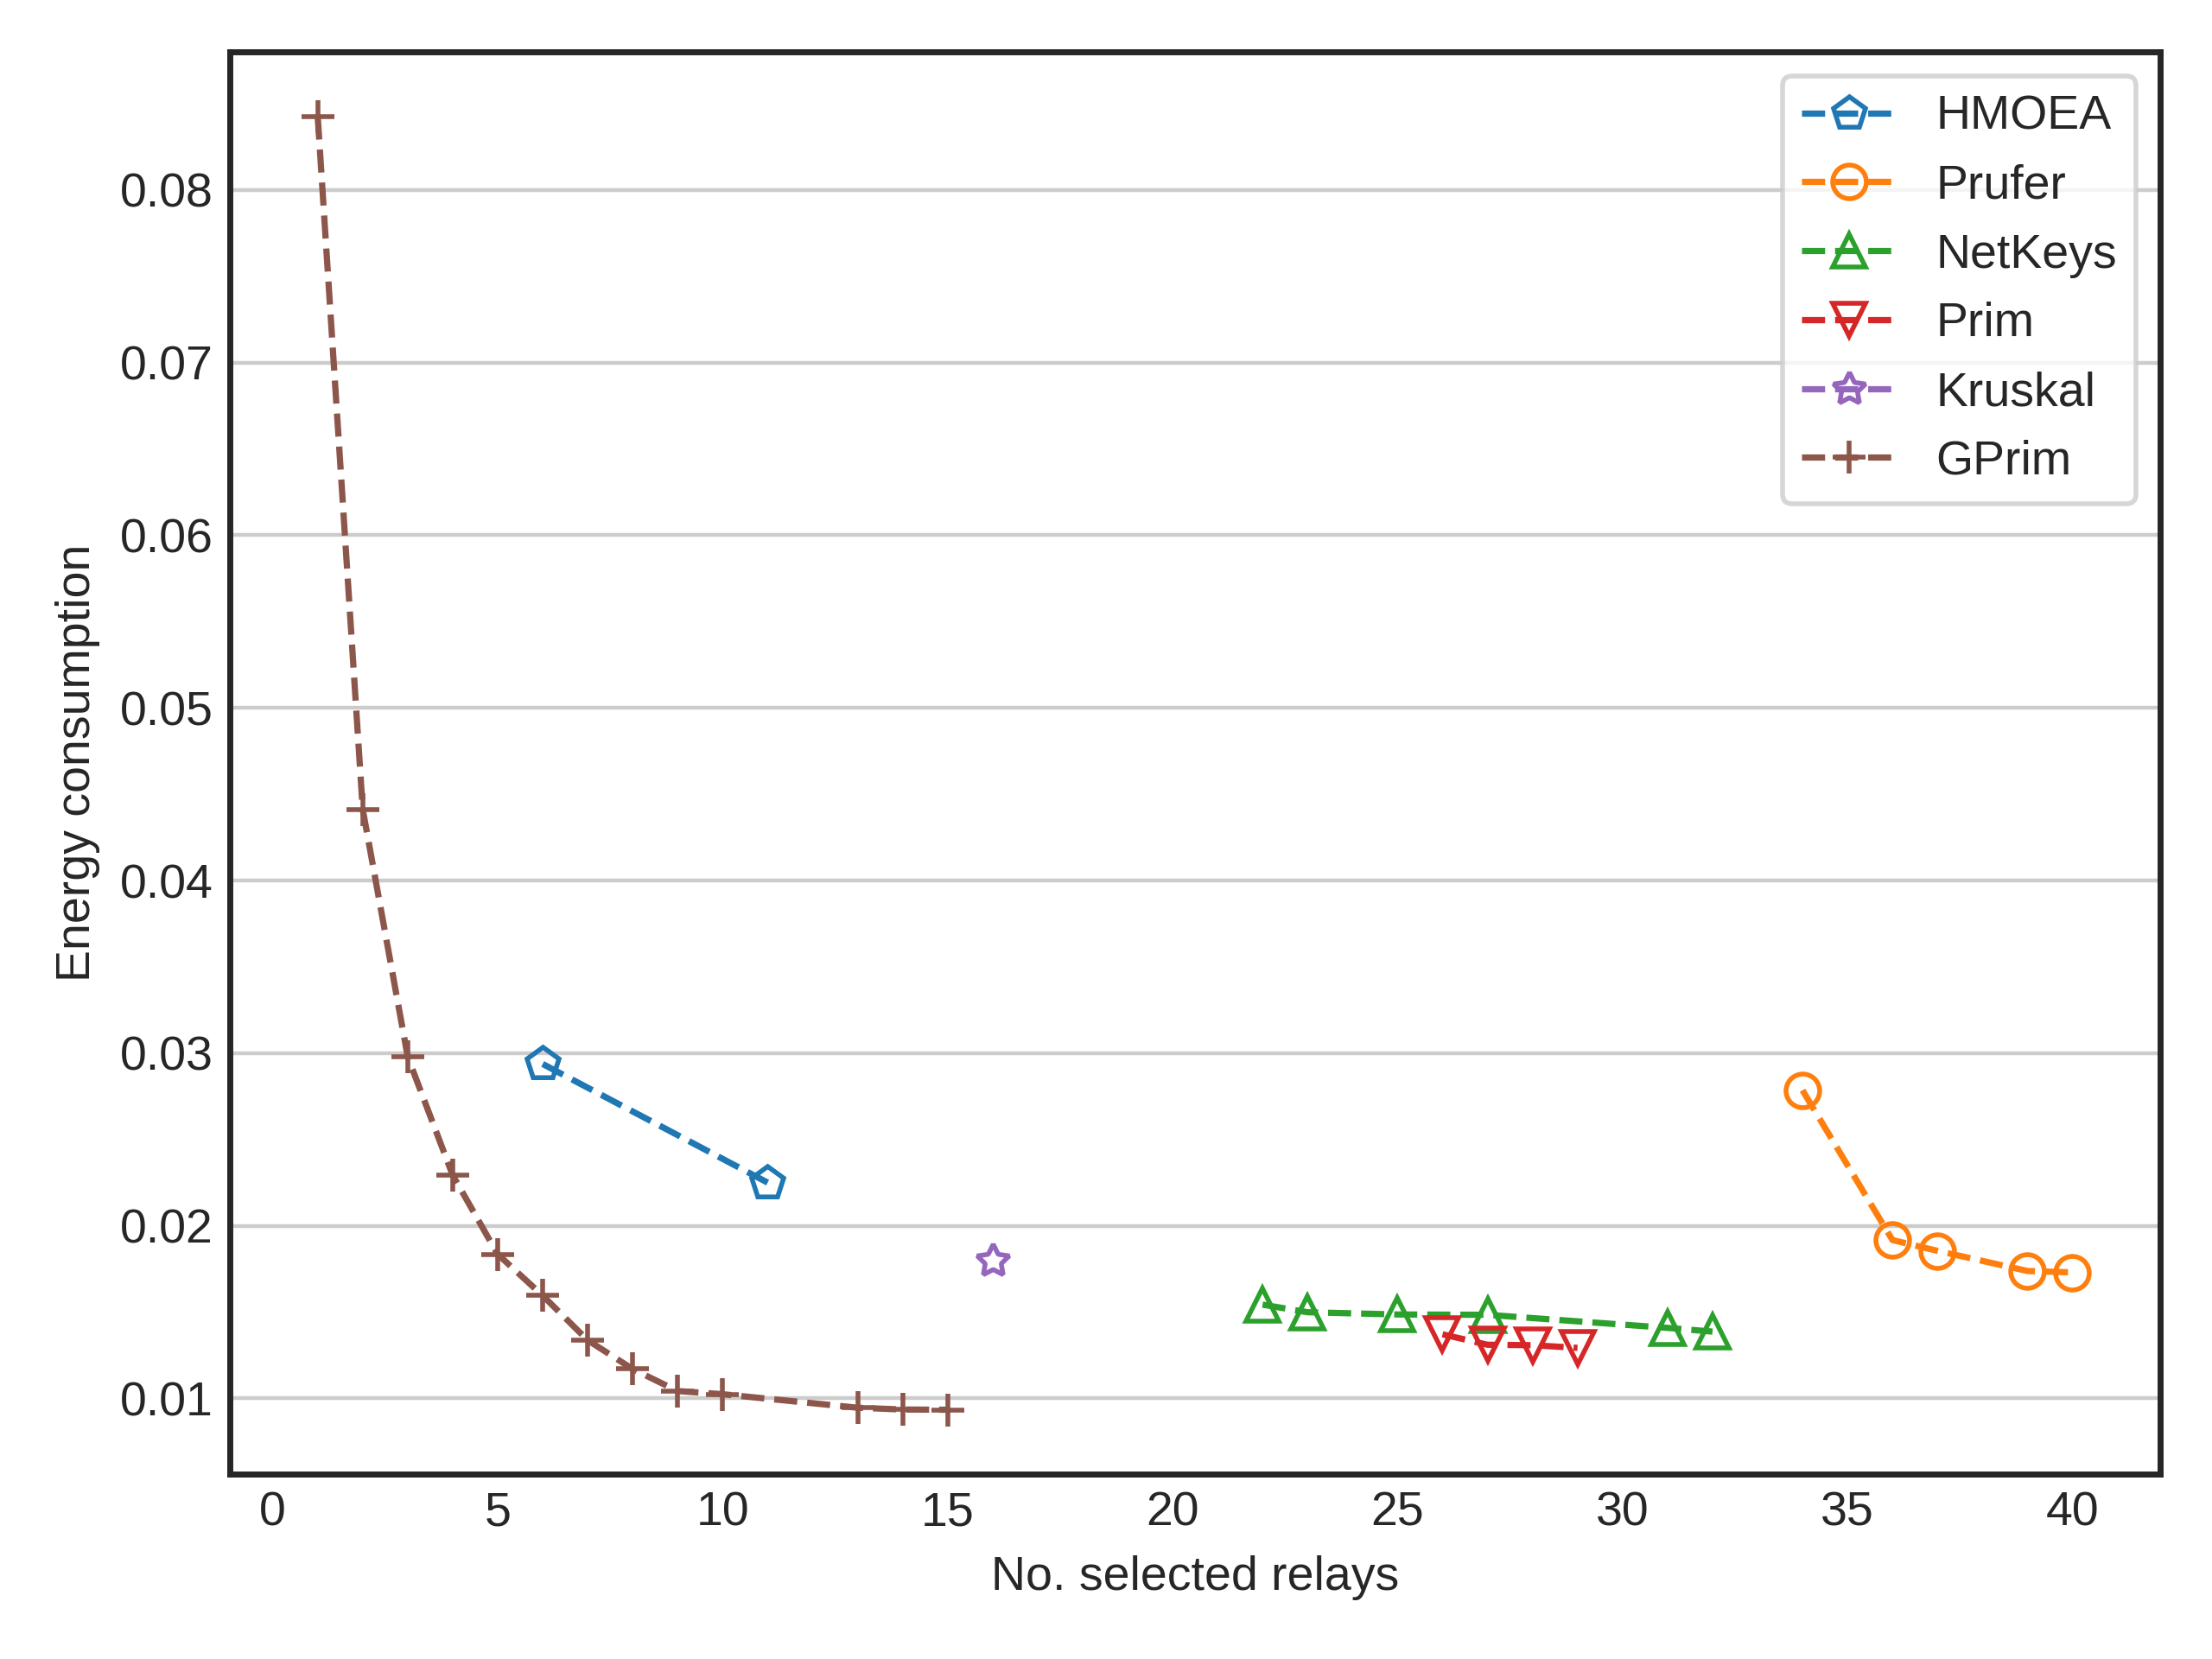 HMOEA
Prufer
NetKeys
Prim
Kruskal
GPrim
0.08
0.07
0.06
0.05
0.04
0.03
0.02
0.01
Energy consumption
0 5 10 15 20 25 30 35 40
No. selected relays